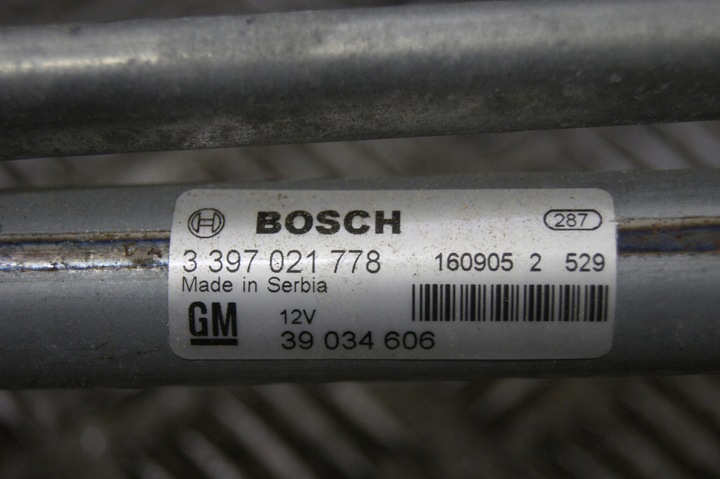 BOSCH 287
3 397 021 778 160905 2 529
Made in Serbia
GM 12V
39 034 606